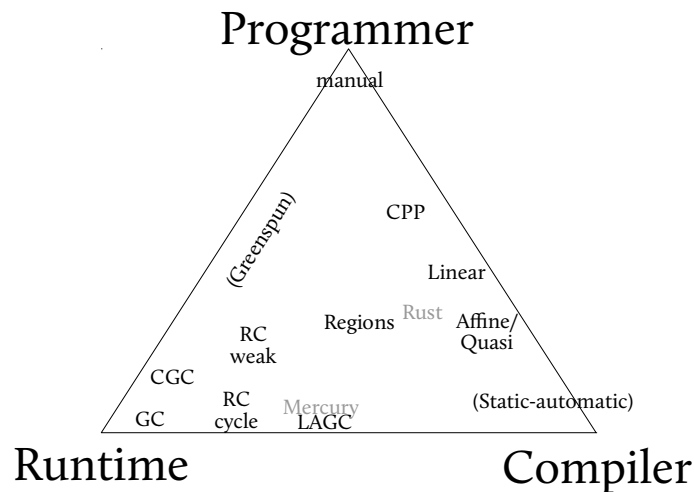 Programmer
manual
(Greenspun)
CPP
Linear
Rust
Regions
Affine/
Quasi
RC
weak
CGC
RC
cycle
(Static-automatic)
Mercury
GC
LAGC
Runtime
Compiler